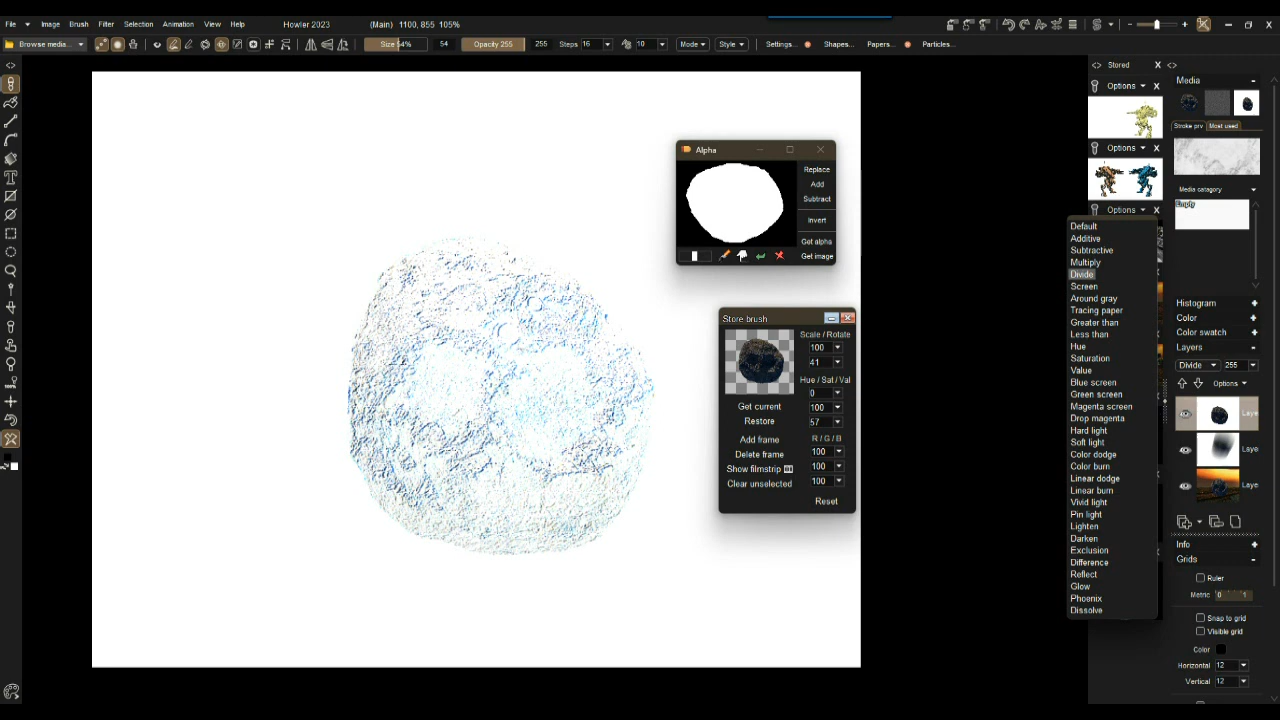 File Image Brush Filter Selection Animation View Help Howler 2023 (Main) 1100, 855 105%
Browse media... Size 54% 54 Opacity 255 255 Steps 16 10 Mode Style Settings... Shapes... Papers... Particles...
Stored
Options
Options
Options
Default
Additive
Subtractive
Multiply
Divide
Screen
Around gray
Tracing paper
Greater than
Less than
Hue
Saturation
Value
Blue screen
Green screen
Magenta screen
Drop magenta
Hard light
Soft light
Color dodge
Color burn
Linear dodge
Linear burn
Vivid light
Pin light
Lighten
Darken
Exclusion
Difference
Reflect
Glow
Phoenix
Dissolve
Alpha
Replace
Add
Subtract
Invert
Get alpha
Get image
Store brush
Scale / Rotate
100
41
Hue / Sat / Val
0
Get current 100
Restore 57
R / G / B
Add frame 100
Delete frame
Show filmstrip 100
Clear unselected 100
Reset
Media
Stroke prv Most used
Media catagory
Empty
Histogram
Color
Color swatch
Layers
Divide 255
Options
Laye
Laye
Laye
Info
Grids
Ruler
Metric 0 1
Snap to grid
Visible grid
Color
Horizontal 12
Vertical 12